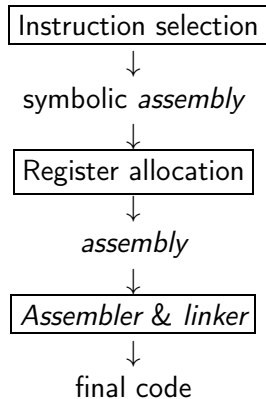 Instruction selection
symbolic assembly
Register allocation
assembly
Assembler & linker
final code